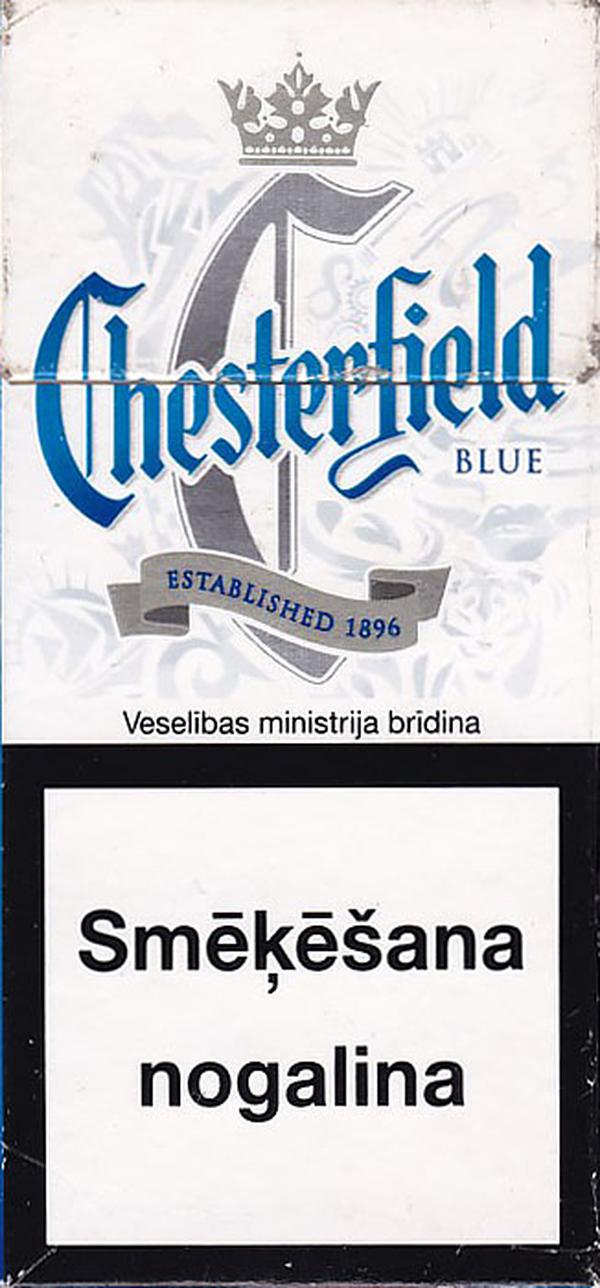 Chesterfield
BLUE
ESTABLISHED 1896
Veselības ministrija brīdina
Smēķēšana
nogalina